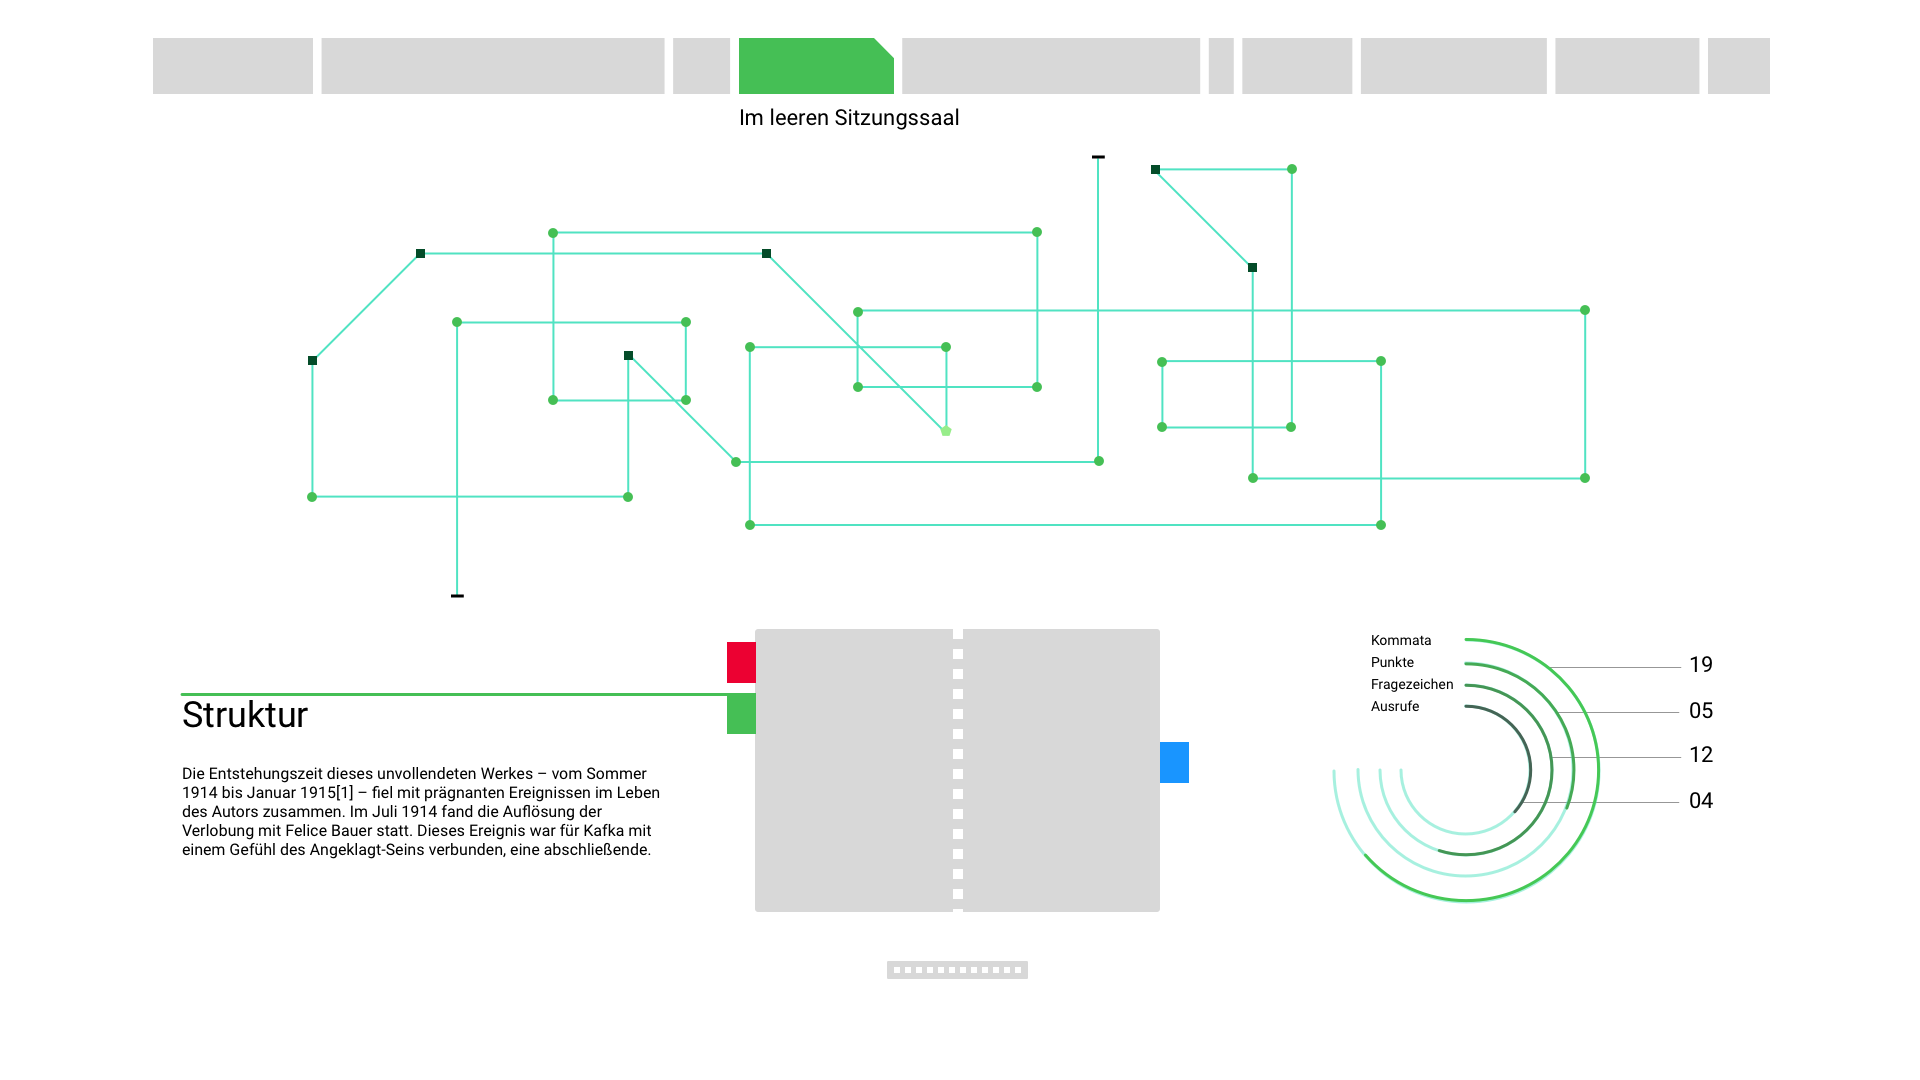 Im leeren Sitzungssaal
Struktur
Die Entstehungszeit dieses unvollendeten Werkes – vom Sommer
1914 bis Januar 1915[1] – fiel mit prägnanten Ereignissen im Leben
des Autors zusammen. Im Juli 1914 fand die Auflösung der
Verlobung mit Felice Bauer statt. Dieses Ereignis war für Kafka mit
einem Gefühl des Angeklagt-Seins verbunden, eine abschließende.
Kommata
Punkte
Fragezeichen
Ausrufe
19
05
12
04